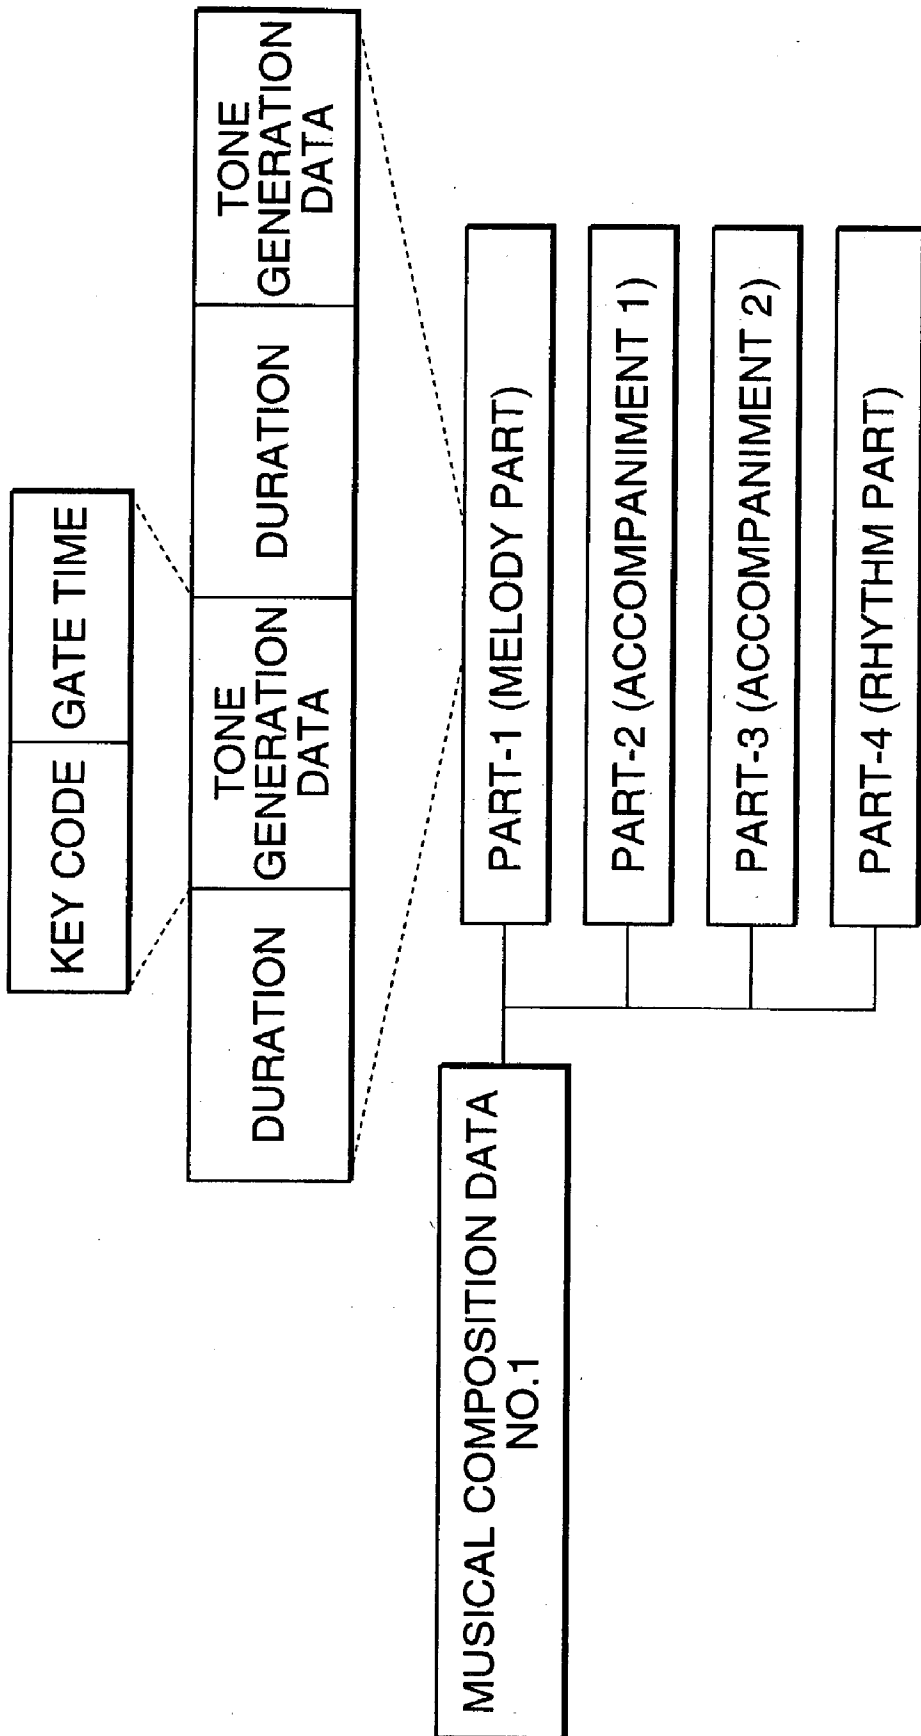 KEY CODE
GATE TIME
DURATION
TONE
GENERATION
DATA
DURATION
TONE
GENERATION
DATA
MUSICAL COMPOSITION DATA
NO.1
PART-1 (MELODY PART)
PART-2 (ACCOMPANIMENT 1)
PART-3 (ACCOMPANIMENT 2)
PART-4 (RHYTHM PART)